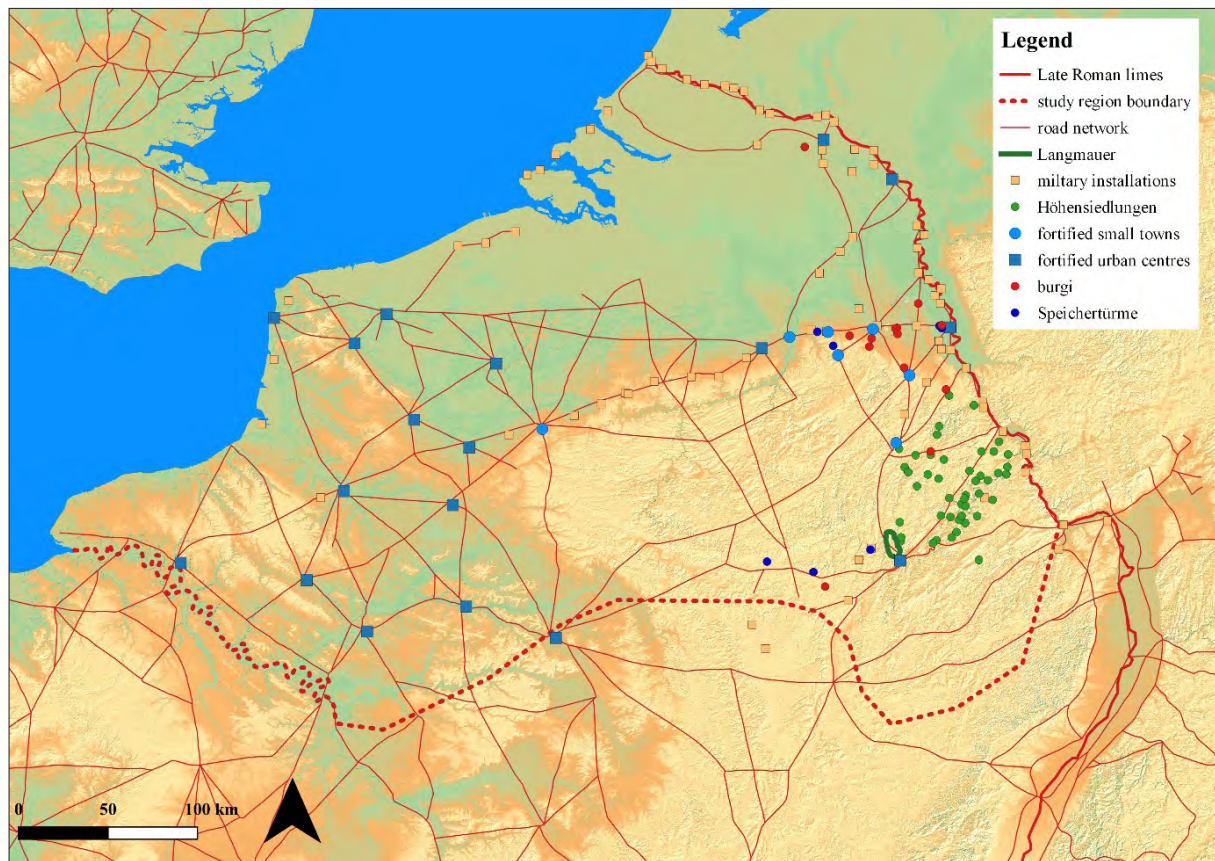 Legend
Late Roman limes
study region boundary
road network
Langmauer
miltary installations
Höhensiedlungen
fortified small towns
fortified urban centres
burgi
Speichertürme
0 50 100 km